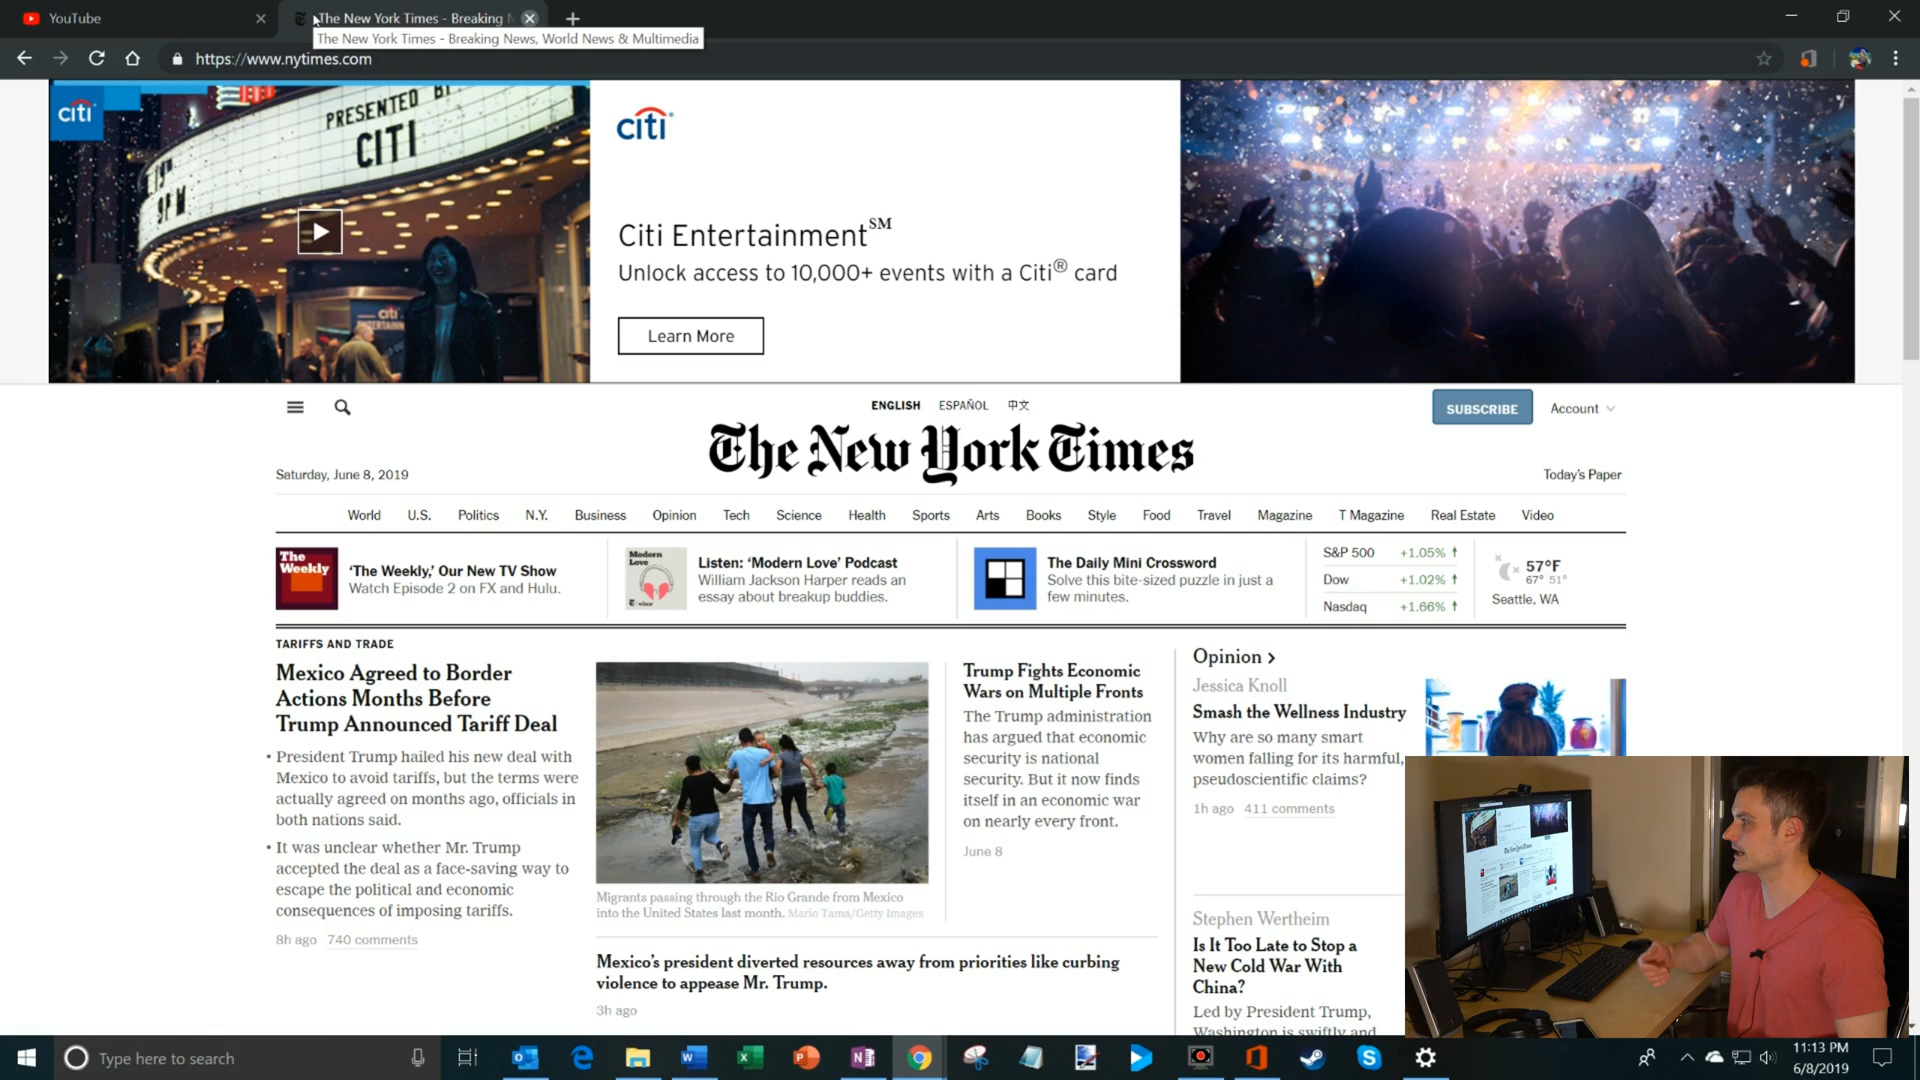 YouTube
The New York Times - Breaking N
The New York Times - Breaking News, World News & Multimedia
https://www.nytimes.com
citi
PRESENTED BY
CITI
19TH
9PM
citi
ENTERTAINMENT
citi
Citi Entertainment℠
Unlock access to 10,000+ events with a Citi® card
Learn More
ENGLISH ESPAÑOL 中文
SUBSCRIBE Account
The New York Times
Saturday, June 8, 2019
Today's Paper
World U.S. Politics N.Y. Business Opinion Tech Science Health Sports Arts Books Style Food Travel Magazine T Magazine Real Estate Video
The
Weekly
'The Weekly,' Our New TV Show
Watch Episode 2 on FX and Hulu.
Modern
Love
Listen: 'Modern Love' Podcast
William Jackson Harper reads an
essay about breakup buddies.
The Daily Mini Crossword
Solve this bite-sized puzzle in just a
few minutes.
S&P 500 +1.05% ↑
Dow +1.02% ↑
Nasdaq +1.66% ↑
57°F
67° 51°
Seattle, WA
TARIFFS AND TRADE
Mexico Agreed to Border
Actions Months Before
Trump Announced Tariff Deal
• President Trump hailed his new deal with
Mexico to avoid tariffs, but the terms were
actually agreed on months ago, officials in
both nations said.
• It was unclear whether Mr. Trump
accepted the deal as a face-saving way to
escape the political and economic
consequences of imposing tariffs.
8h ago 740 comments
Migrants passing through the Rio Grande from Mexico
into the United States last month. Mario Tama/Getty Images
Trump Fights Economic
Wars on Multiple Fronts
The Trump administration
has argued that economic
security is national
security. But it now finds
itself in an economic war
on nearly every front.
June 8
Mexico's president diverted resources away from priorities like curbing
violence to appease Mr. Trump.
3h ago
Opinion >
Jessica Knoll
Smash the Wellness Industry
Why are so many smart
women falling for its harmful,
pseudoscientific claims?
1h ago 411 comments
Stephen Wertheim
Is It Too Late to Stop a
New Cold War With
China?
Led by President Trump,
Washington is swiftly and
The New York Times
Type here to search
11:13 PM
6/8/2019